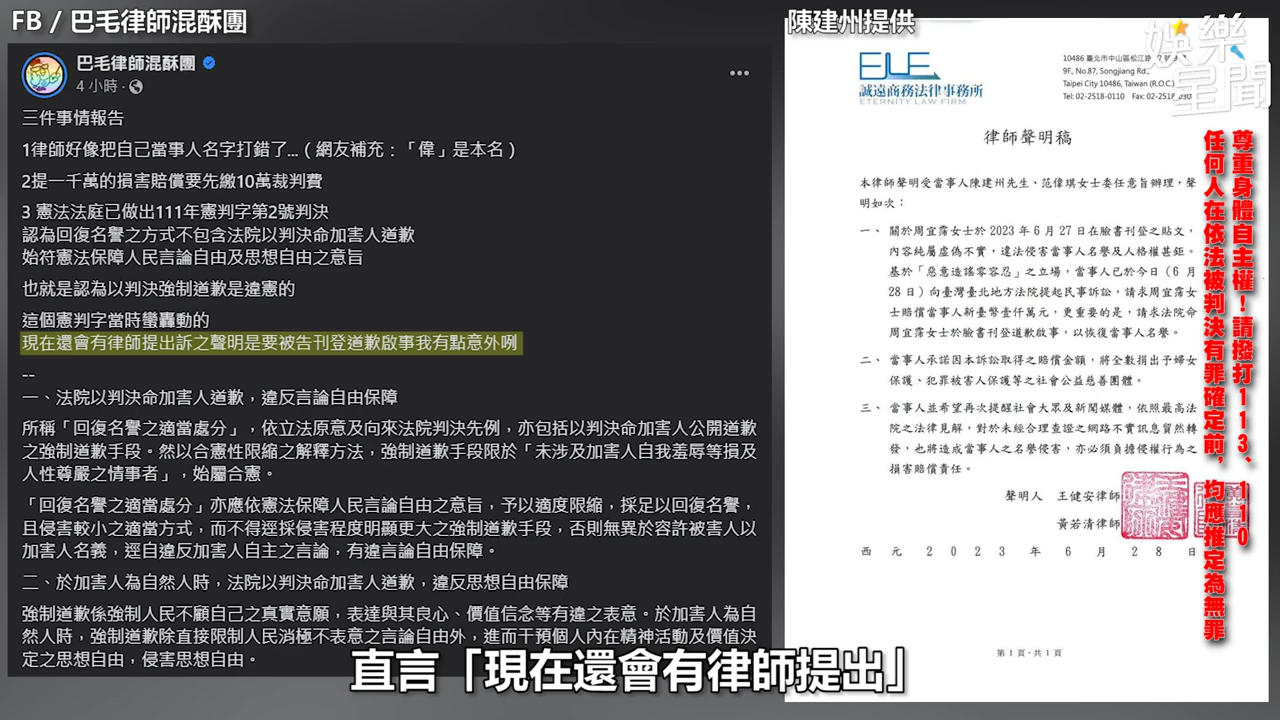 FB / 巴毛律師混酥團
巴毛律師混酥團
4 小時 ·
三件事情報告
1律師好像把自己當事人名字打錯了...（網友補充：「偉」是本名）
2提一千萬的損害賠償要先繳10萬裁判費
3 憲法法庭已做出111年憲判字第2號判決
認為回復名譽之方式不包含法院以判決命加害人道歉
始符憲法保障人民言論自由及思想自由之意旨
也就是認為以判決強制道歉是違憲的
這個憲判字當時蠻轟動的
現在還會有律師提出訴之聲明是要被告刊登道歉啟事我有點意外咧
--
一、法院以判決命加害人道歉，違反言論自由保障
所稱「回復名譽之適當處分」，依立法原意及向來法院判決先例，亦包括以判決命加害人公開道歉
之強制道歉手段。然以合憲性限縮之解釋方法，強制道歉手段限於「未涉及加害人自我羞辱等損及
人性尊嚴之情事者」，始屬合憲。
「回復名譽之適當處分」亦應依憲法保障人民言論自由之意旨，予以適度限縮，採足以回復名譽，
且侵害較小之適當方式，而不得逕採侵害程度明顯更大之強制道歉手段，否則無異於容許被害人以
加害人名義，逕自違反加害人自主之言論，有違言論自由保障。
二、於加害人為自然人時，法院以判決命加害人道歉，違反思想自由保障
強制道歉係強制人民不顧自己之真實意願，表達與其良心、價值信念等有違之表意。於加害人為自
然人時，強制道歉除直接限制人民消極不表意之言論自由外，進而干預個人內在精神活動及價值決
定之思想自由，侵害思想自由。
陳建州提供
娛樂
星聞
ELF
誠遠商務法律事務所
ETERNITY LAW FIRM
10486 臺北市中山區松江路
9F., No.87, Songjiang Rd.,
Taipei City 10486, Taiwan (R.O.C.)
Tel: 02-2518-0110 Fax: 02-2518-
律師聲明稿
本律師聲明受當事人陳建州先生、范偉琪女士委任意旨辦理，聲
明如次：
一、關於周宜霈女士於 2023 年 6 月 27 日在臉書刊登之貼文，
內容純屬虛偽不實，違法侵害當事人名譽及人格權甚鉅。
基於「惡意造謠零容忍」之立場，當事人已於今日（6 月
28 日）向臺灣臺北地方法院提起民事訴訟，請求周宜霈女
士賠償當事人新臺幣壹仟萬元，更重要的是，請求法院命
周宜霈女士於臉書刊登道歉啟事，以恢復當事人名譽。
二、當事人承諾因本訴訟取得之賠償金額，將全數捐出予婦女
保護、犯罪被害人保護等之社會公益慈善團體。
三、當事人並希望再次提醒社會大眾及新聞媒體，依照最高法
院之法律見解，對於未經合理查證之網路不實訊息貿然轉
發，也將造成當事人之名譽侵害，亦必須負擔侵權行為之
損害賠償責任。
聲明人 王健安律師
黃若清律師
西元 2023 年 6 月 28 日
第 1 頁，共 1 頁
尊重身體自主權！請撥打113、110
任何人在依法被判決有罪確定前，均應推定為無罪
直言「現在還會有律師提出」